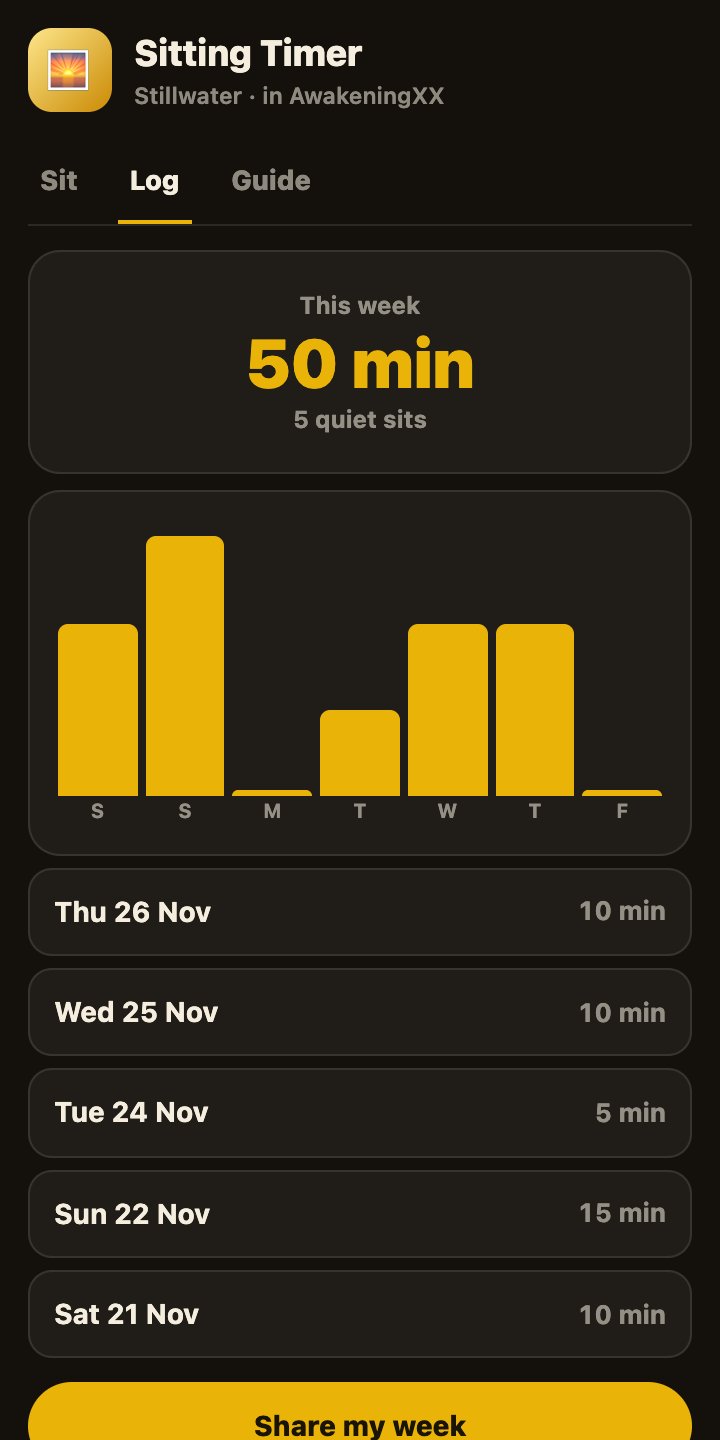 Sitting Timer
Stillwater · in AwakeningXX
Sit Log Guide
This week
50 min
5 quiet sits
S S M T W T F
Thu 26 Nov 10 min
Wed 25 Nov 10 min
Tue 24 Nov 5 min
Sun 22 Nov 15 min
Sat 21 Nov 10 min
Share my week